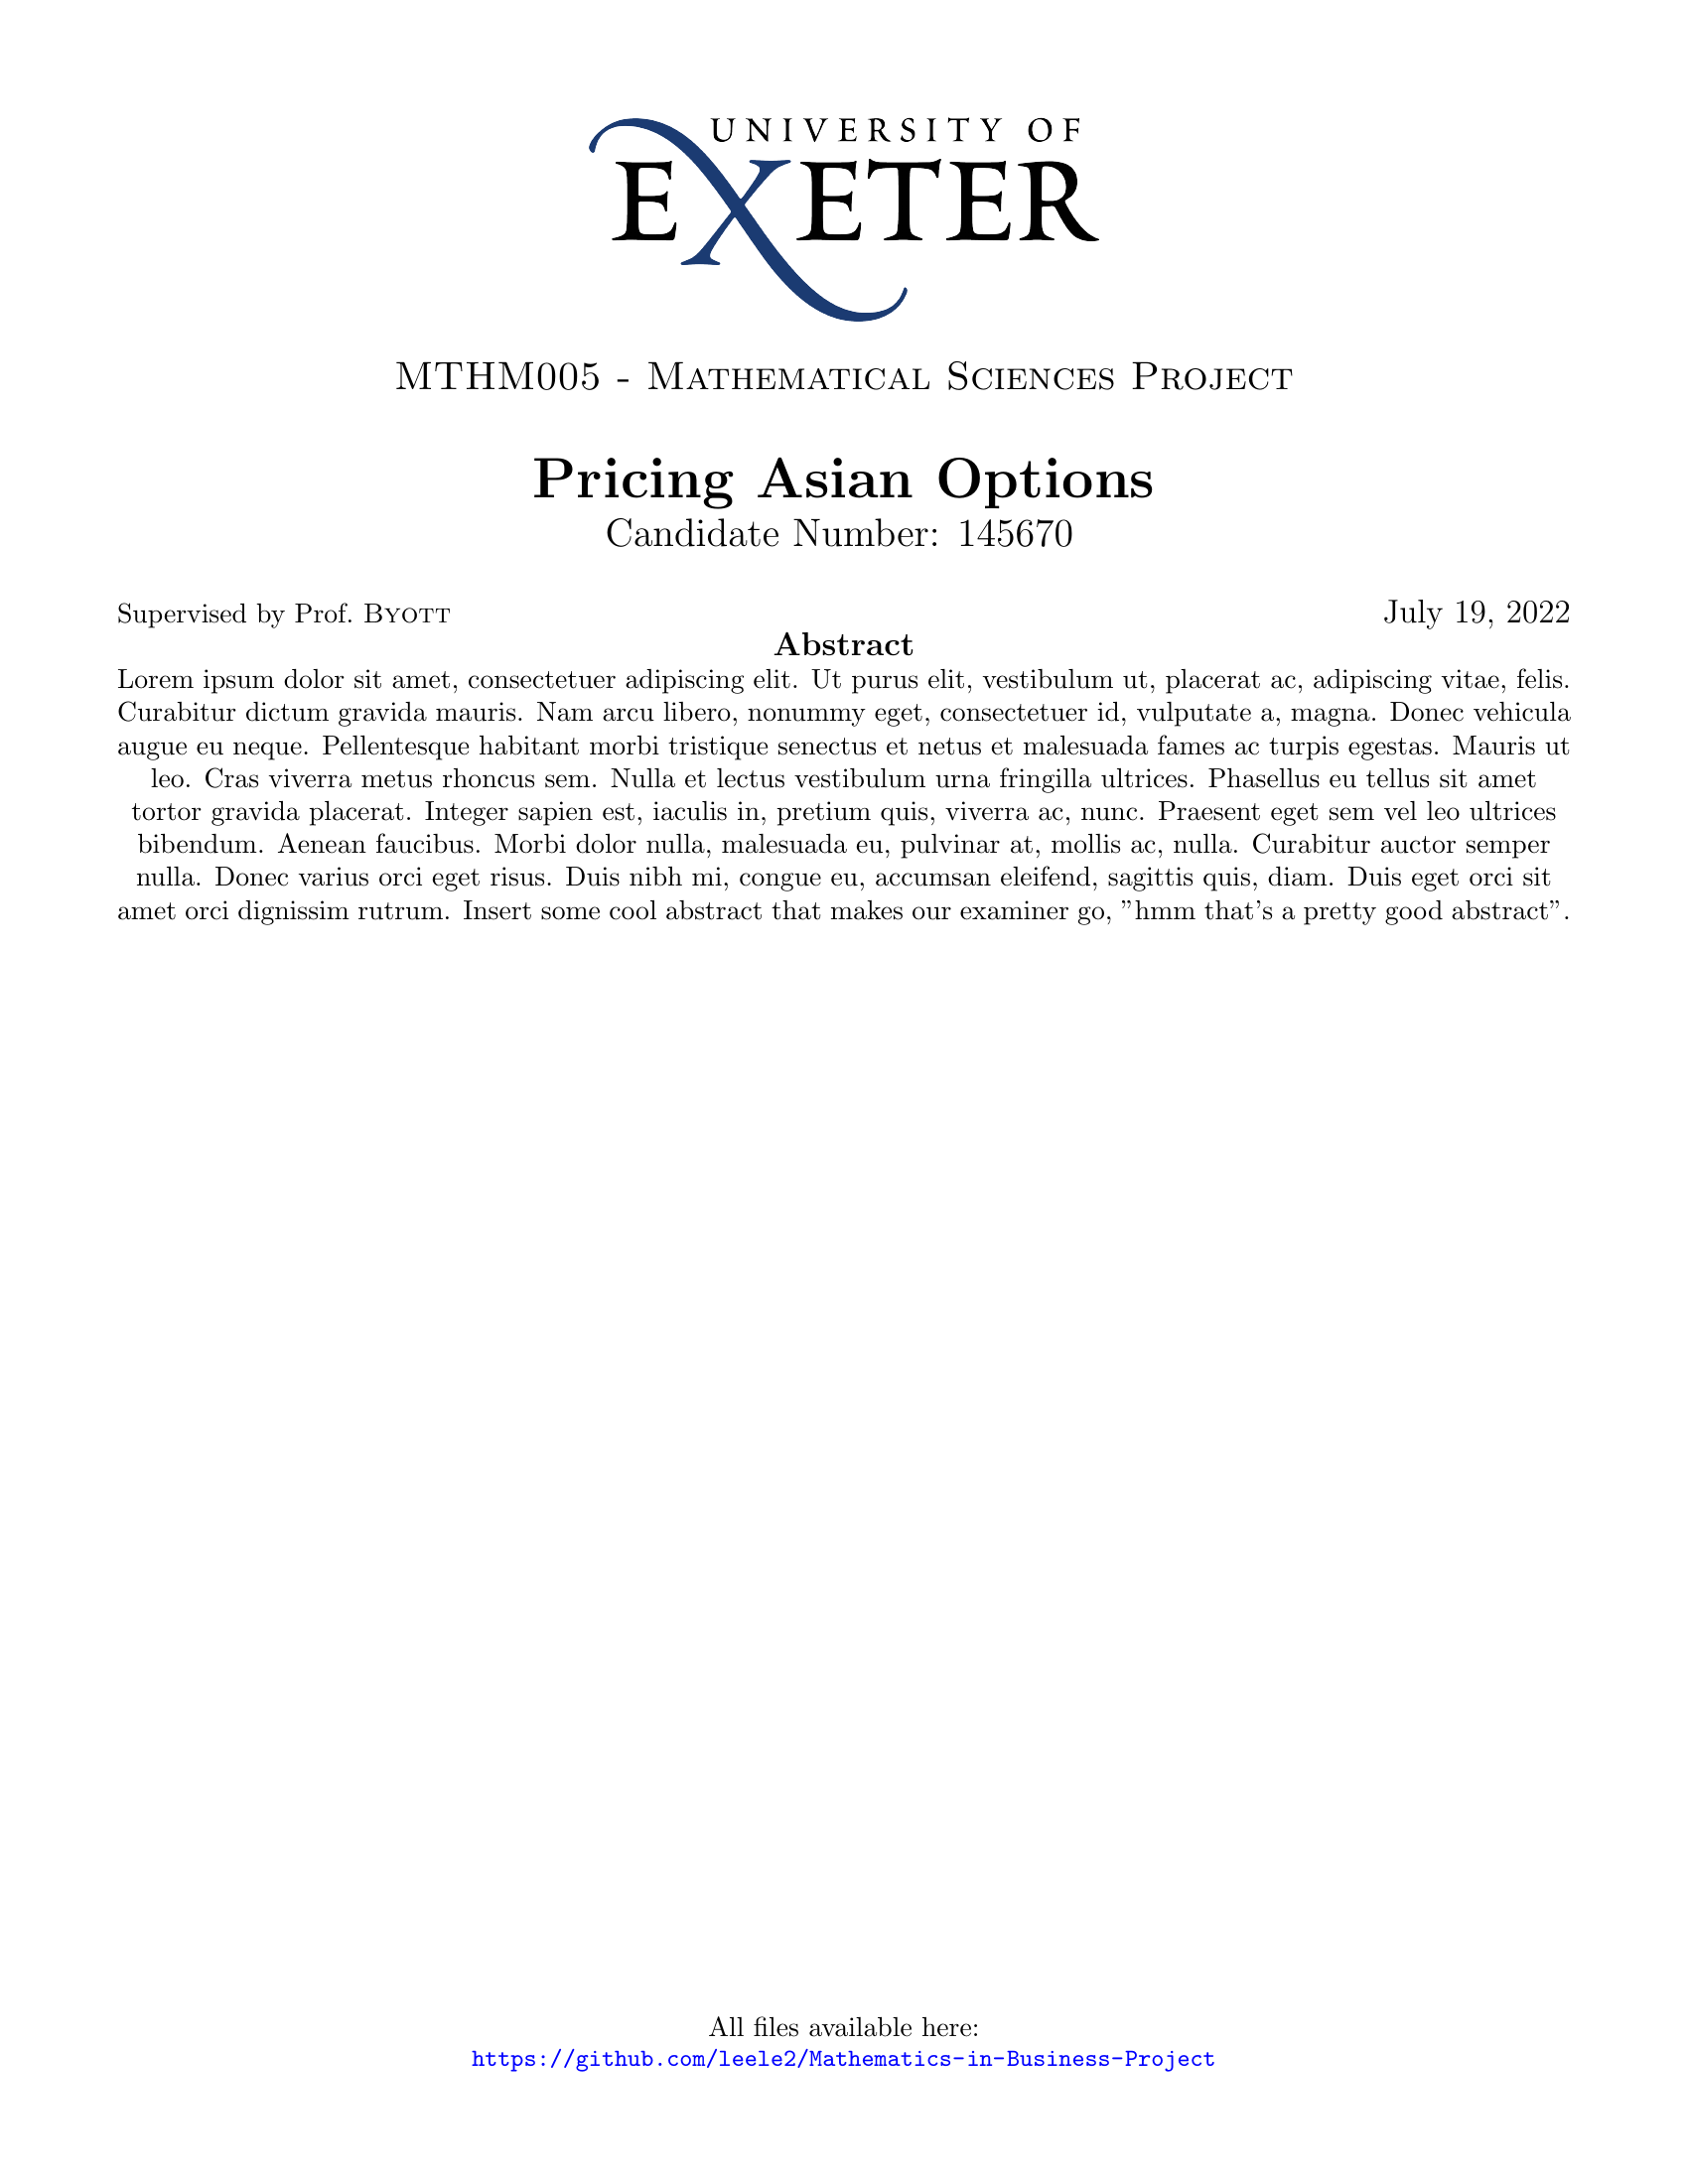 UNIVERSITY OF
EXETER
MTHM005 - Mathematical Sciences Project
Pricing Asian Options
Candidate Number: 145670
Supervised by Prof. Byott July 19, 2022
Abstract
Lorem ipsum dolor sit amet, consectetuer adipiscing elit. Ut purus elit, vestibulum ut, placerat ac, adipiscing vitae, felis.
Curabitur dictum gravida mauris. Nam arcu libero, nonummy eget, consectetuer id, vulputate a, magna. Donec vehicula
augue eu neque. Pellentesque habitant morbi tristique senectus et netus et malesuada fames ac turpis egestas. Mauris ut
leo. Cras viverra metus rhoncus sem. Nulla et lectus vestibulum urna fringilla ultrices. Phasellus eu tellus sit amet
tortor gravida placerat. Integer sapien est, iaculis in, pretium quis, viverra ac, nunc. Praesent eget sem vel leo ultrices
bibendum. Aenean faucibus. Morbi dolor nulla, malesuada eu, pulvinar at, mollis ac, nulla. Curabitur auctor semper
nulla. Donec varius orci eget risus. Duis nibh mi, congue eu, accumsan eleifend, sagittis quis, diam. Duis eget orci sit
amet orci dignissim rutrum. Insert some cool abstract that makes our examiner go, ”hmm that’s a pretty good abstract”.
All files available here:
https://github.com/leele2/Mathematics-in-Business-Project